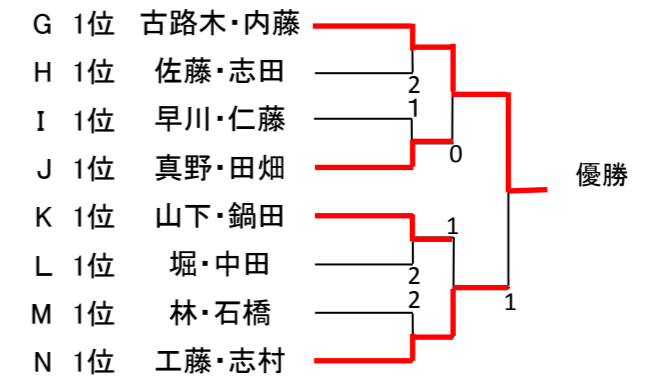 G 1位 古路木・内藤
H 1位 佐藤・志田
2
I 1位 早川・仁藤
1
J 1位 真野・田畑
0
優勝
K 1位 山下・鍋田
1
L 1位 堀・中田
2
M 1位 林・石橋
2
1
N 1位 工藤・志村